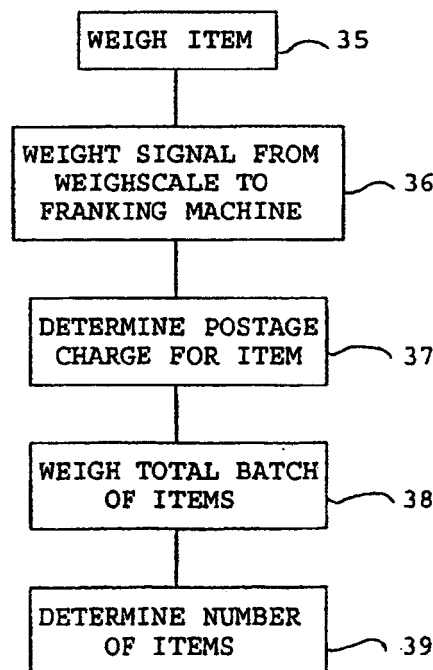 WEIGH ITEM
35
WEIGHT SIGNAL FROM
WEIGHSCALE TO
FRANKING MACHINE
36
DETERMINE POSTAGE
CHARGE FOR ITEM
37
WEIGH TOTAL BATCH
OF ITEMS
38
DETERMINE NUMBER
OF ITEMS
39